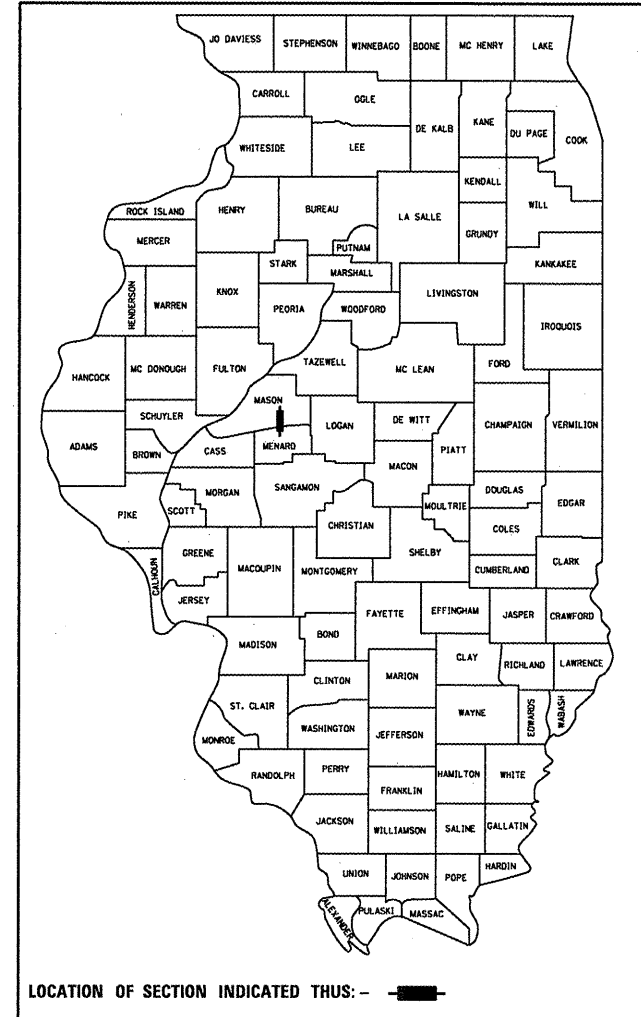 JO DAVIESS STEPHENSON WINNEBAGO BOONE MC HENRY LAKE
CARROLL OGLE DE KALB KANE DU PAGE COOK
WHITESIDE LEE
KENDALL WILL
ROCK ISLAND HENRY BUREAU LA SALLE GRUNDY
MERCER PUTNAM
STARK MARSHALL KANKAKEE
HENDERSON WARREN KNOX PEORIA WOODFORD LIVINGSTON IROQUOIS
HANCOCK MC DONOUGH FULTON TAZEWELL MC LEAN FORD
MASON
SCHUYLER LOGAN DE WITT CHAMPAIGN VERMILION
ADAMS BROWN CASS MENARD PIATT
MACON
SANGAMON DOUGLAS
PIKE SCOTT MORGAN CHRISTIAN MOULTRIE COLES EDGAR
GREENE MACOUPIN MONTGOMERY SHELBY
CALHOUN CUMBERLAND CLARK
JERSEY
FAYETTE EFFINGHAM JASPER CRAWFORD
MADISON BOND
CLAY RICHLAND LAWRENCE
CLINTON MARION
ST. CLAIR WAYNE EDWARDS WABASH
WASHINGTON JEFFERSON
MONROE
RANDOLPH PERRY HAMILTON WHITE
FRANKLIN
JACKSON WILLIAMSON SALINE GALLATIN
UNION JOHNSON POPE HARDIN
ALEXANDER PULASKI MASSAC
LOCATION OF SECTION INDICATED THUS: –